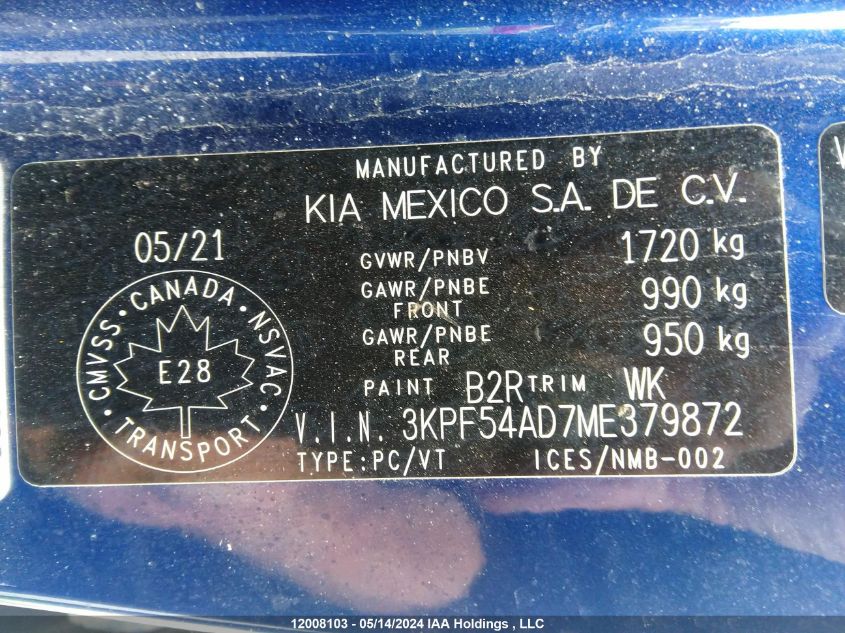 MANUFACTURED BY
KIA MEXICO S.A. DE C.V.
05/21
GVWR/PNBV 1720 kg
GAWR/PNBE FRONT 990 kg
GAWR/PNBE REAR 950 kg
PAINT B2R TRIM WK
V.I.N. 3KPF54AD7ME379872
TYPE:PC/VT ICES/NMB-002
CMVSS • CANADA • NSVAC • TRANSPORT •
E28
V
12008103 - 05/14/2024 IAA Holdings , LLC